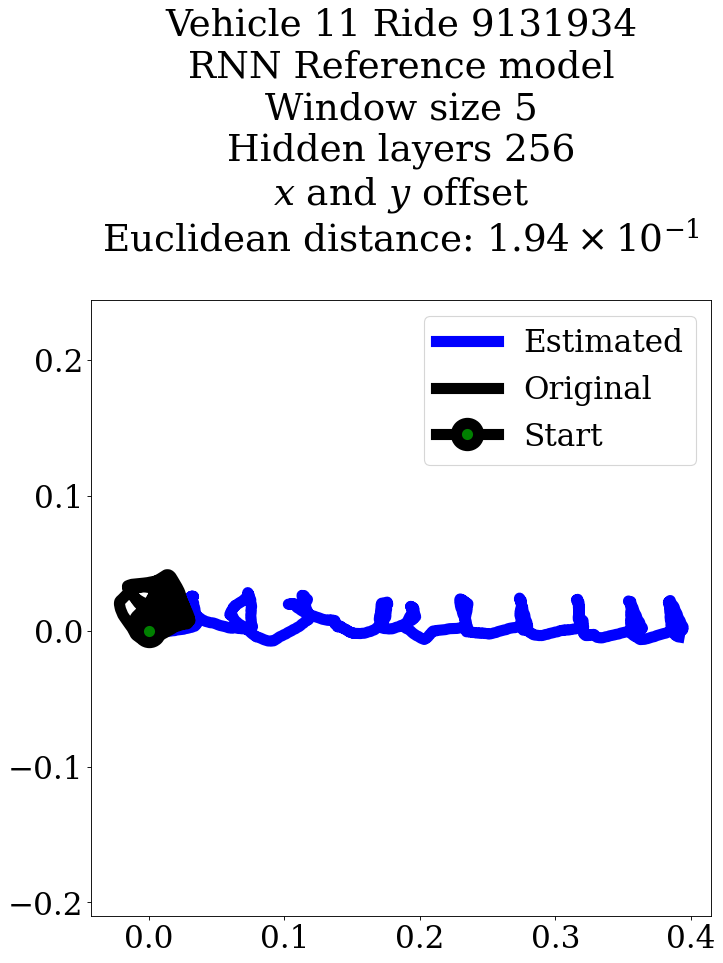 Vehicle 11 Ride 9131934
RNN Reference model
Window size 5
Hidden layers 256
x and y offset
Euclidean distance: 1.94 × 10⁻¹
Estimated
Original
Start
0.2
0.1
0.0
−0.1
−0.2
0.0 0.1 0.2 0.3 0.4